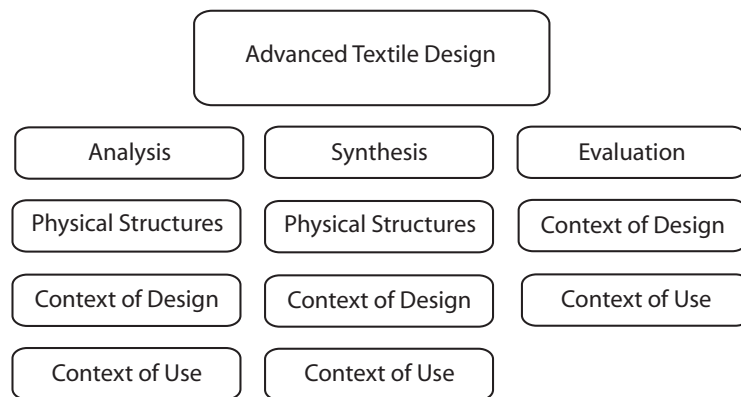 Advanced Textile Design
Analysis
Synthesis
Evaluation
Physical Structures
Physical Structures
Context of Design
Context of Design
Context of Design
Context of Use
Context of Use
Context of Use